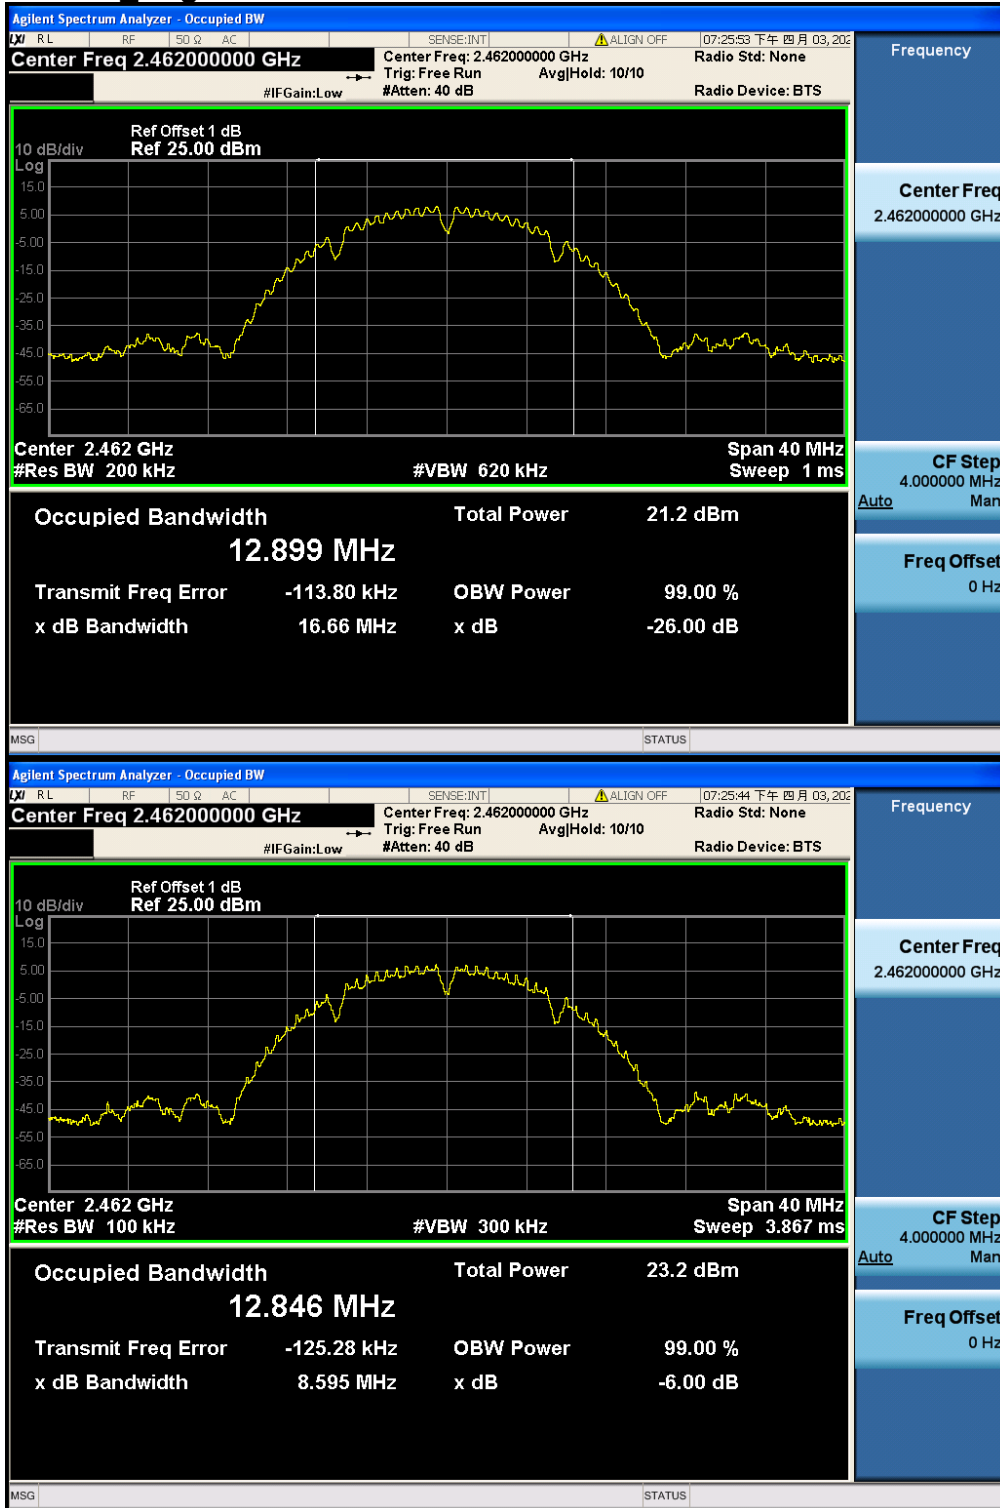 Agilent Spectrum Analyzer - Occupied BW
LXI RL RF 50 Ω AC SENSE:INT ALIGN OFF 07:25:53 下午 四月 03, 202
Center Freq 2.462000000 GHz Center Freq: 2.462000000 GHz Radio Std: None Frequency
Trig: Free Run Avg|Hold: 10/10
#IFGain:Low #Atten: 40 dB Radio Device: BTS
Ref Offset 1 dB
10 dB/div Ref 25.00 dBm
Log
15.0
5.00
-5.00
-15.0
-25.0
-35.0
-45.0
-55.0
-65.0
Center Freq
2.462000000 GHz
Center 2.462 GHz Span 40 MHz
#Res BW 200 kHz #VBW 620 kHz Sweep 1 ms
CF Step
4.000000 MHz
Auto Man
Occupied Bandwidth Total Power 21.2 dBm
12.899 MHz
Freq Offset
0 Hz
Transmit Freq Error -113.80 kHz OBW Power 99.00 %
x dB Bandwidth 16.66 MHz x dB -26.00 dB
MSG STATUS
Agilent Spectrum Analyzer - Occupied BW
LXI RL RF 50 Ω AC SENSE:INT ALIGN OFF 07:25:44 下午 四月 03, 202
Center Freq 2.462000000 GHz Center Freq: 2.462000000 GHz Radio Std: None Frequency
Trig: Free Run Avg|Hold: 10/10
#IFGain:Low #Atten: 40 dB Radio Device: BTS
Ref Offset 1 dB
10 dB/div Ref 25.00 dBm
Log
15.0
5.00
-5.00
-15.0
-25.0
-35.0
-45.0
-55.0
-65.0
Center Freq
2.462000000 GHz
Center 2.462 GHz Span 40 MHz
#Res BW 100 kHz #VBW 300 kHz Sweep 3.867 ms
CF Step
4.000000 MHz
Auto Man
Occupied Bandwidth Total Power 23.2 dBm
12.846 MHz
Freq Offset
0 Hz
Transmit Freq Error -125.28 kHz OBW Power 99.00 %
x dB Bandwidth 8.595 MHz x dB -6.00 dB
MSG STATUS